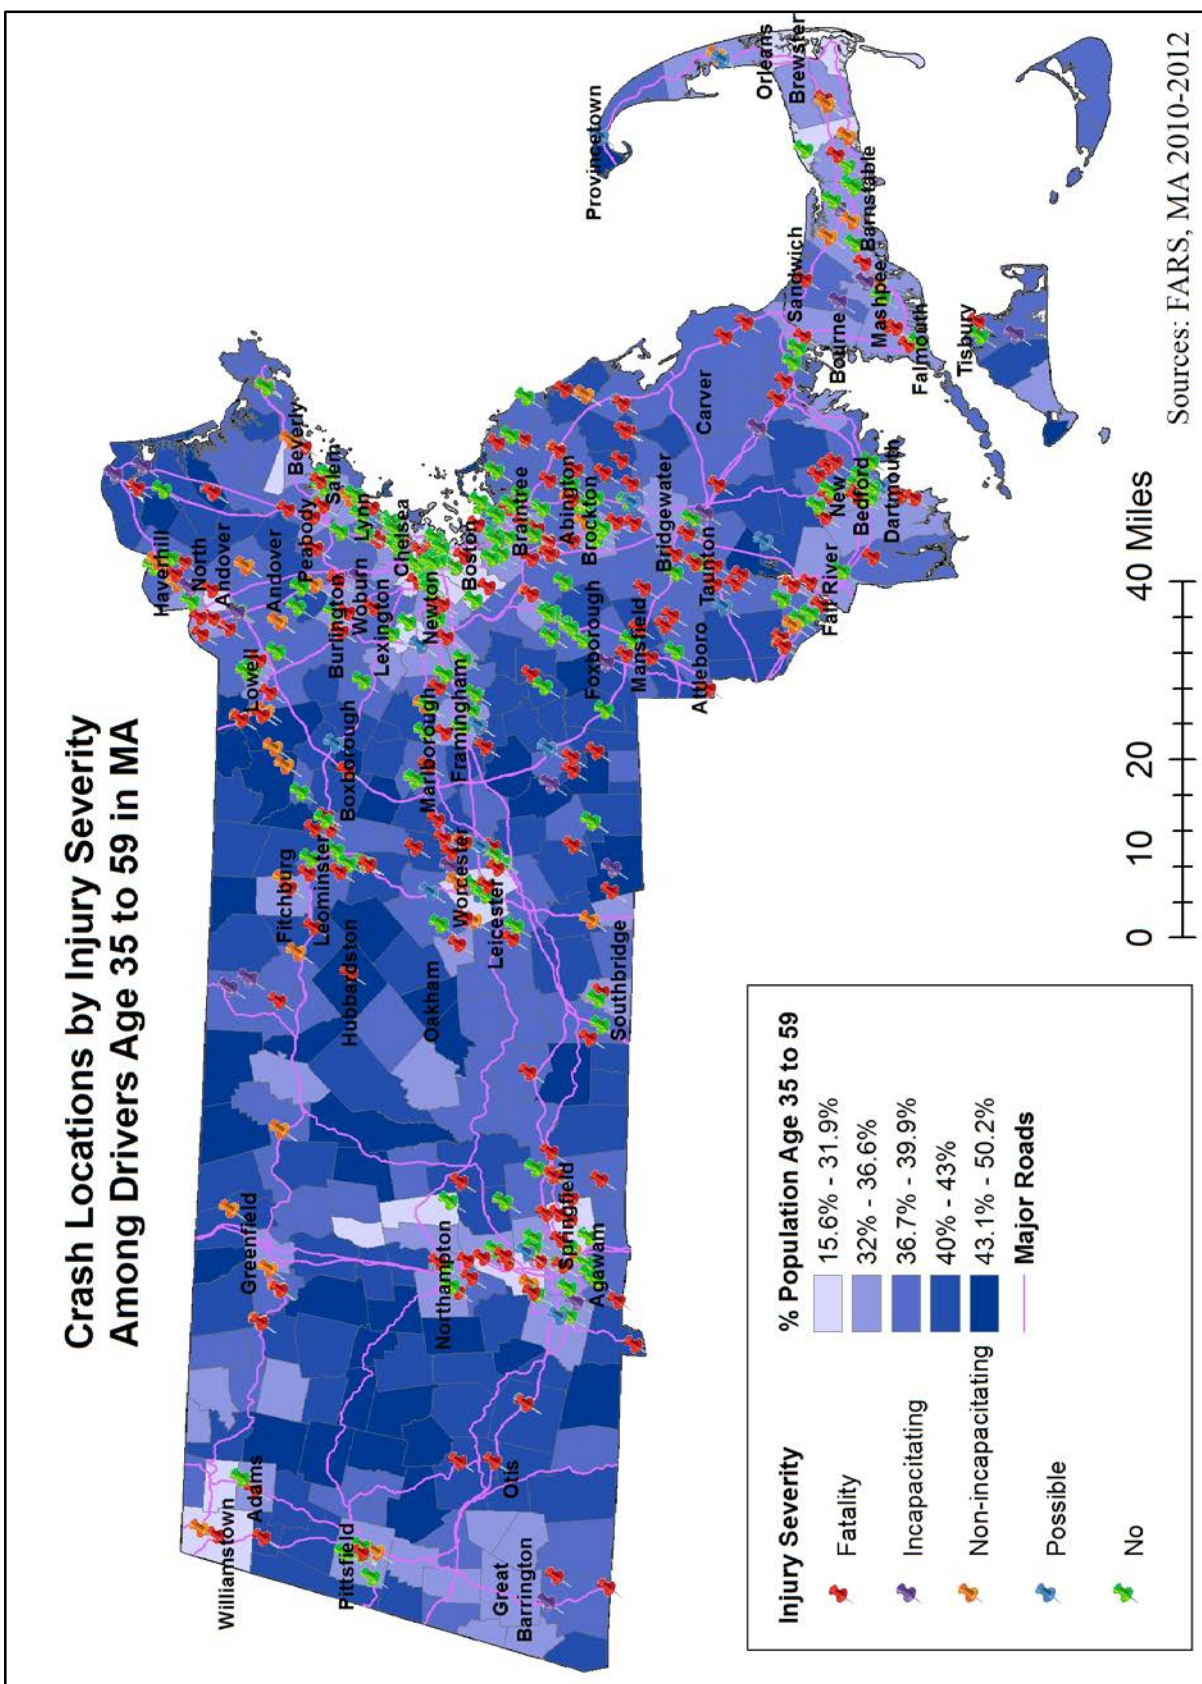 Crash Locations by Injury Severity
Among Drivers Age 35 to 59 in MA
Williamstown
Adams
Pittsfield
Great
Barrington
Otis
Greenfield
Northampton
Springfield
Agawam
Fitchburg
Leominster
Hubbardston
Oakham
Worcester
Leicester
Southbridge
Lowell
Boxborough
Marlborough
Framingham
Haverhill
North
Andover
Andover
Peabody
Burlington
Woburn
Lexington
Newton
Beverly
Salem
Lynn
Chelsea
Boston
Braintree
Abington
Brockton
Foxborough
Mansfield
Attleboro
Bridgewater
Taunton
Carver
Fall River
New
Bedford
Dartmouth
Provincetown
Orleans
Brewster
Sandwich
Barnstable
Bourne
Mashpee
Falmouth
Tisbury
Injury Severity
Fatality
Incapacitating
Non-incapacitating
Possible
No
% Population Age 35 to 59
15.6% - 31.9%
32% - 36.6%
36.7% - 39.9%
40% - 43%
43.1% - 50.2%
Major Roads
0 10 20 40 Miles
Sources: FARS, MA 2010-2012